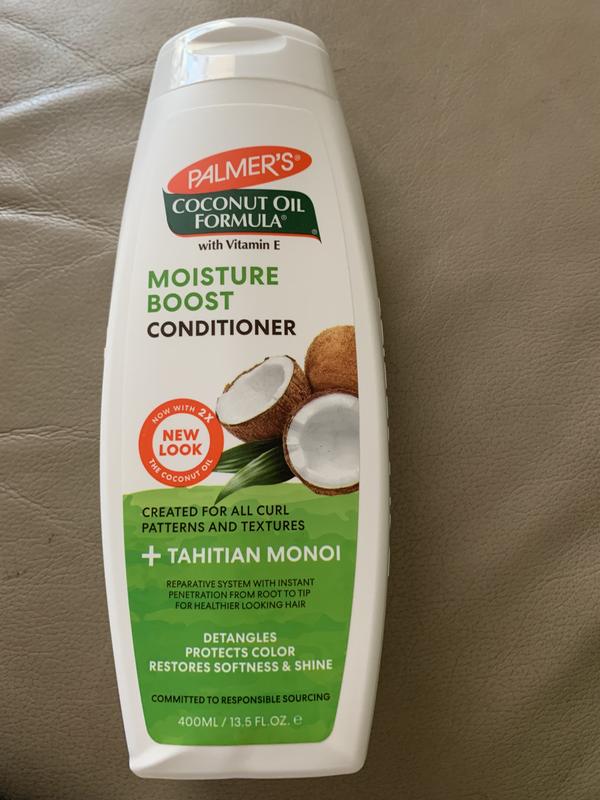 PALMER'S®
COCONUT OIL
FORMULA®
with Vitamin E
MOISTURE
BOOST
CONDITIONER
NOW WITH 2X
NEW
LOOK
THE COCONUT OIL
CREATED FOR ALL CURL
PATTERNS AND TEXTURES
+ TAHITIAN MONOI
REPARATIVE SYSTEM WITH INSTANT
PENETRATION FROM ROOT TO TIP
FOR HEALTHIER LOOKING HAIR
DETANGLES
PROTECTS COLOR
RESTORES SOFTNESS & SHINE
COMMITTED TO RESPONSIBLE SOURCING
400ML / 13.5 FL.OZ. ℮